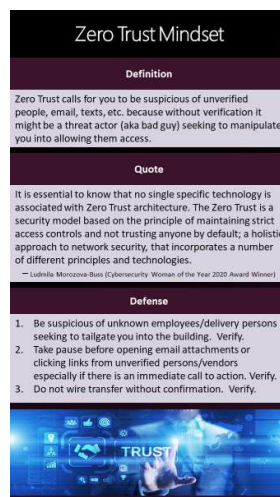 Zero Trust Mindset
Definition
Zero Trust calls for you to be suspicious of unverified
people, email, texts, etc. because without verification it
might be a threat actor (aka bad guy) seeking to manipulate
you into allowing them access.
Quote
It is essential to know that no single specific technology is
associated with Zero Trust architecture. The Zero Trust is a
security model based on the principle of maintaining strict
access controls and not trusting anyone by default; a holistic
approach to network security, that incorporates a number
of different principles and technologies.
— Ludmila Morozova-Buss (Cybersecurity Woman of the Year 2020 Award Winner)
Defense
1. Be suspicious of unknown employees/delivery persons
seeking to tailgate you into the building. Verify.
2. Take pause before opening email attachments or
clicking links from unverified persons/vendors
especially if there is an immediate call to action. Verify.
3. Do not wire transfer without confirmation. Verify.
TRUST